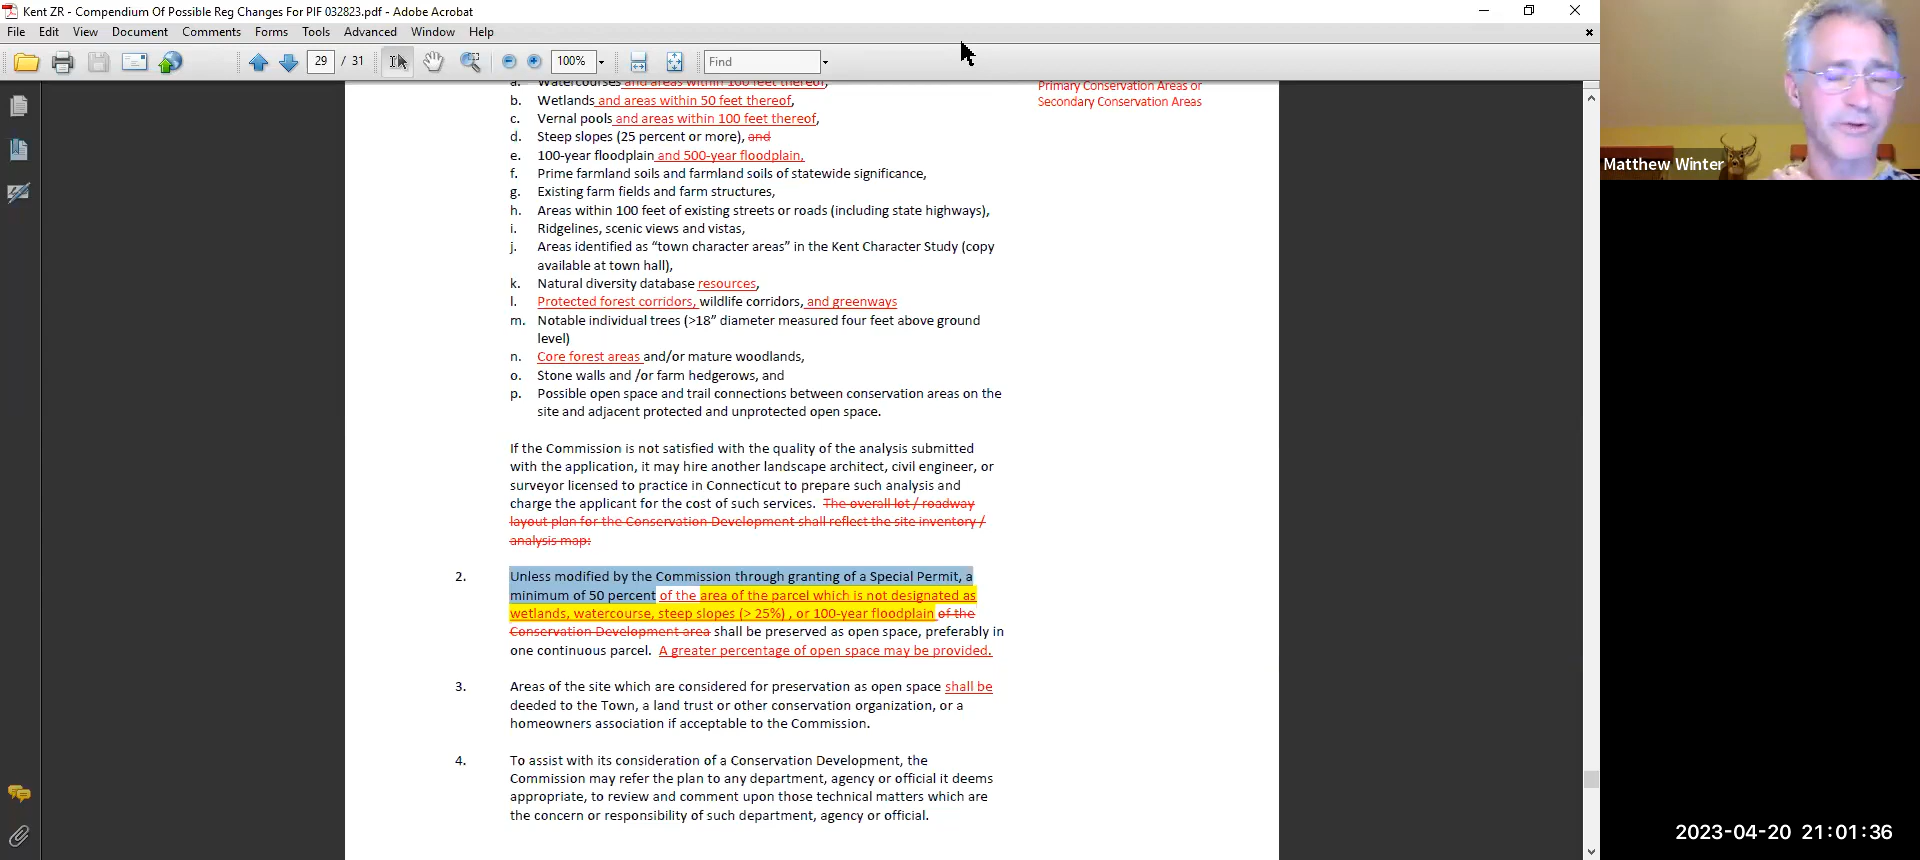 Kent ZR - Compendium Of Possible Reg Changes For PIF 032823.pdf - Adobe Acrobat
File Edit View Document Comments Forms Tools Advanced Window Help
29 / 31 100% Find
a. Watercourses and areas within 100 feet thereof,
b. Wetlands and areas within 50 feet thereof,
c. Vernal pools and areas within 100 feet thereof,
d. Steep slopes (25 percent or more), and
e. 100-year floodplain and 500-year floodplain,
f. Prime farmland soils and farmland soils of statewide significance,
g. Existing farm fields and farm structures,
h. Areas within 100 feet of existing streets or roads (including state highways),
i. Ridgelines, scenic views and vistas,
j. Areas identified as “town character areas” in the Kent Character Study (copy
available at town hall),
k. Natural diversity database resources,
l. Protected forest corridors, wildlife corridors, and greenways
m. Notable individual trees (>18” diameter measured four feet above ground
level)
n. Core forest areas and/or mature woodlands,
o. Stone walls and /or farm hedgerows, and
p. Possible open space and trail connections between conservation areas on the
site and adjacent protected and unprotected open space.
If the Commission is not satisfied with the quality of the analysis submitted
with the application, it may hire another landscape architect, civil engineer, or
surveyor licensed to practice in Connecticut to prepare such analysis and
charge the applicant for the cost of such services. The overall lot / roadway
layout plan for the Conservation Development shall reflect the site inventory /
analysis map:
2. Unless modified by the Commission through granting of a Special Permit, a
minimum of 50 percent of the area of the parcel which is not designated as
wetlands, watercourse, steep slopes (> 25%) , or 100-year floodplain of the
Conservation Development area shall be preserved as open space, preferably in
one continuous parcel. A greater percentage of open space may be provided.
3. Areas of the site which are considered for preservation as open space shall be
deeded to the Town, a land trust or other conservation organization, or a
homeowners association if acceptable to the Commission.
4. To assist with its consideration of a Conservation Development, the
Commission may refer the plan to any department, agency or official it deems
appropriate, to review and comment upon those technical matters which are
the concern or responsibility of such department, agency or official.
Primary Conservation Areas or
Secondary Conservation Areas
Matthew Winter
2023-04-20 21:01:36